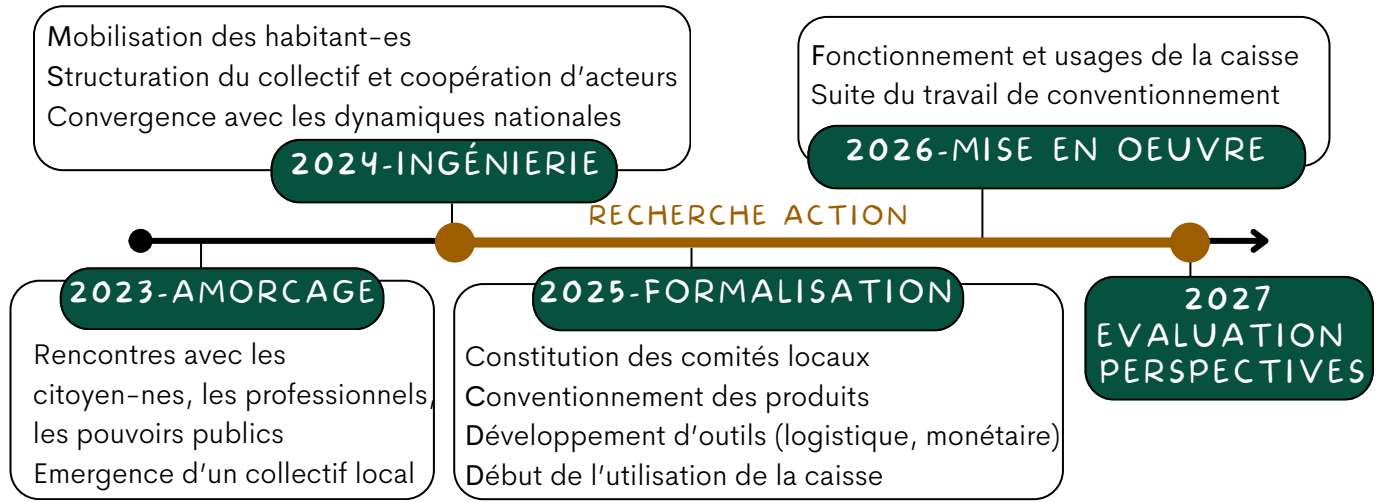 Mobilisation des habitant-es
Structuration du collectif et coopération d'acteurs
Convergence avec les dynamiques nationales
2024-INGÉNIERIE
Fonctionnement et usages de la caisse
Suite du travail de conventionnement
2026-MISE EN OEUVRE
RECHERCHE ACTION
2023-AMORCAGE
Rencontres avec les
citoyen-nes, les professionnels,
les pouvoirs publics
Emergence d'un collectif local
2025-FORMALISATION
Constitution des comités locaux
Conventionnement des produits
Développement d'outils (logistique, monétaire)
Début de l'utilisation de la caisse
2027
EVALUATION
PERSPECTIVES